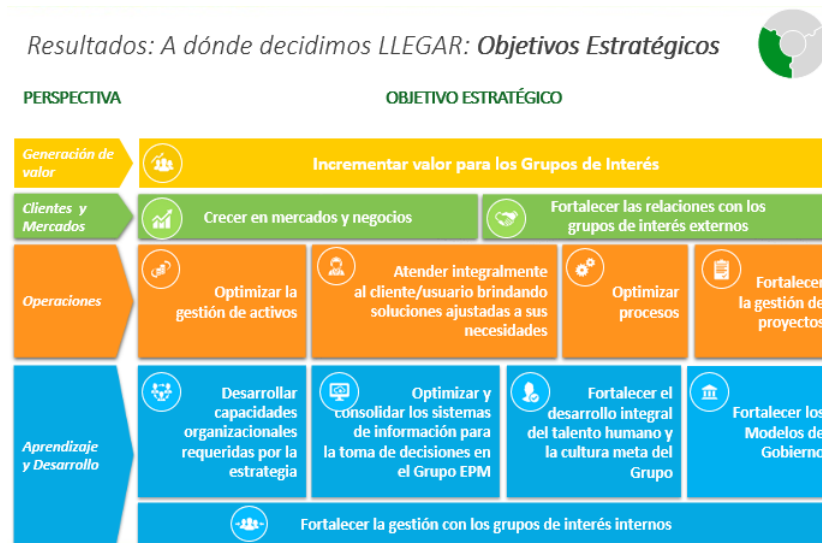 Resultados: A dónde decidimos LLEGAR: Objetivos Estratégicos
PERSPECTIVA
OBJETIVO ESTRATÉGICO
Generación de
valor
Incrementar valor para los Grupos de Interés
Clientes y
Mercados
Crecer en mercados y negocios
Fortalecer las relaciones con los
grupos de interés externos
Operaciones
Optimizar la
gestión de activos
Atender integralmente
al cliente/usuario brindando
soluciones ajustadas a sus
necesidades
Optimizar
procesos
Fortalecer
la gestión de
proyectos
Aprendizaje
y Desarrollo
Desarrollar
capacidades
organizacionales
requeridas por la
estrategia
Optimizar y
consolidar los sistemas
de información para
la toma de decisiones en
el Grupo EPM
Fortalecer el
desarrollo integral
del talento humano y
la cultura meta del
Grupo
Fortalecer los
Modelos de
Gobierno
Fortalecer la gestión con los grupos de interés internos